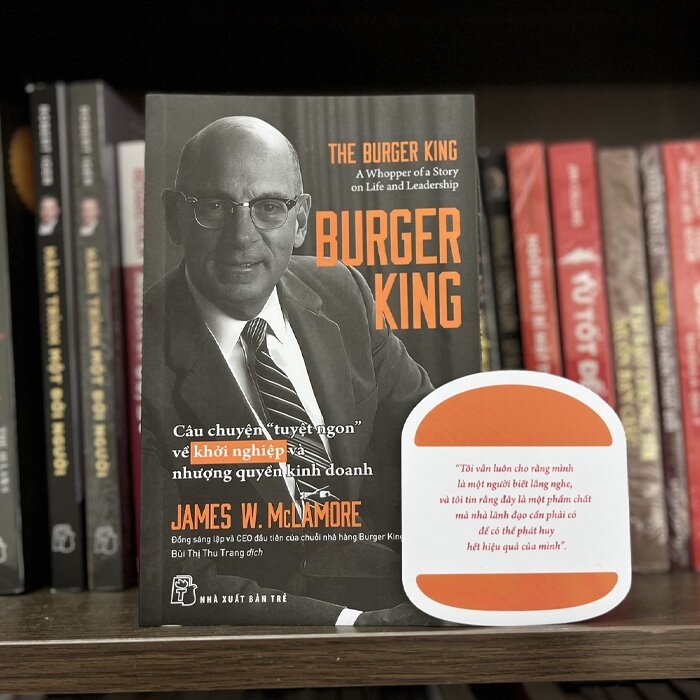 THE BURGER KING
A Whopper of a Story
on Life and Leadership
BURGER
KING
Câu chuyện “tuyệt ngon”
về khởi nghiệp và
nhượng quyền kinh doanh
JAMES W. McLAMORE
Đồng sáng lập và CEO đầu tiên của chuỗi nhà hàng Burger King
Bùi Thị Thu Trang dịch
NHÀ XUẤT BẢN TRẺ
“Tôi vẫn luôn cho rằng mình
là một người biết lắng nghe,
và tôi tin rằng đây là một phẩm chất
mà nhà lãnh đạo cần phải có
để có thể phát huy
hết hiệu quả của mình”.
ROBERT IGER
HÀNH TRÌNH MỘT ĐỜI NGƯỜI
ROBERT IGER
HÀNH TRÌNH MỘT ĐỜI NGƯỜI
TỪ TỐT